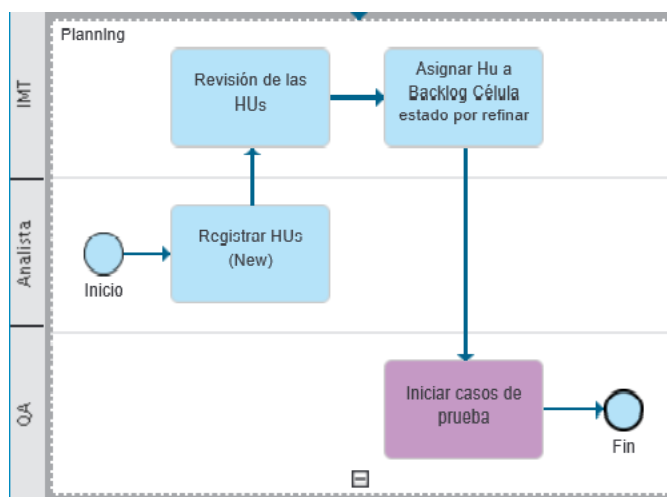 Planning
IMT
Revisión de las
HUs
Asignar Hu a
Backlog Célula
estado por refinar
Analista
Inicio
Registrar HUs
(New)
QA
Iniciar casos de
prueba
Fin